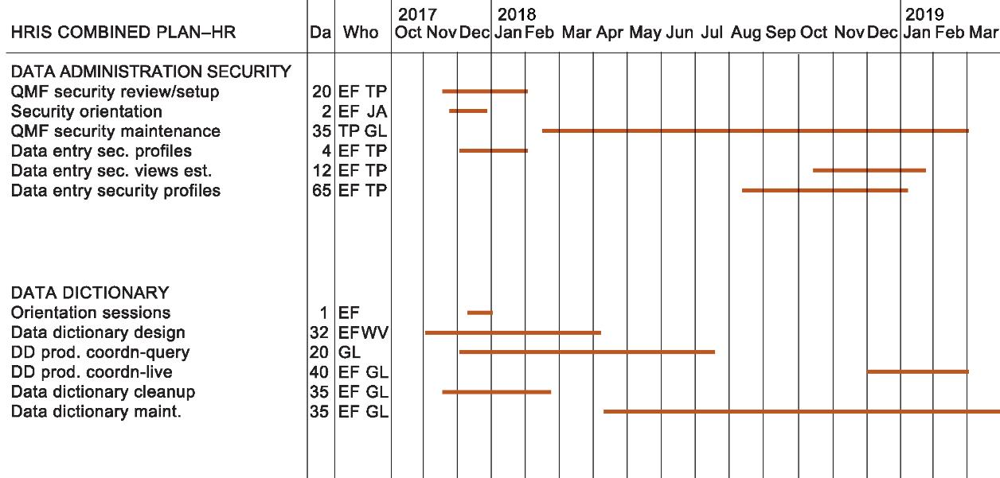 2017 2018 2019
HRIS COMBINED PLAN–HR Da Who Oct Nov Dec Jan Feb Mar Apr May Jun Jul Aug Sep Oct Nov Dec Jan Feb Mar
DATA ADMINISTRATION SECURITY
QMF security review/setup 20 EF TP
Security orientation 2 EF JA
QMF security maintenance 35 TP GL
Data entry sec. profiles 4 EF TP
Data entry sec. views est. 12 EF TP
Data entry security profiles 65 EF TP
DATA DICTIONARY
Orientation sessions 1 EF
Data dictionary design 32 EFWV
DD prod. coordn-query 20 GL
DD prod. coordn-live 40 EF GL
Data dictionary cleanup 35 EF GL
Data dictionary maint. 35 EF GL